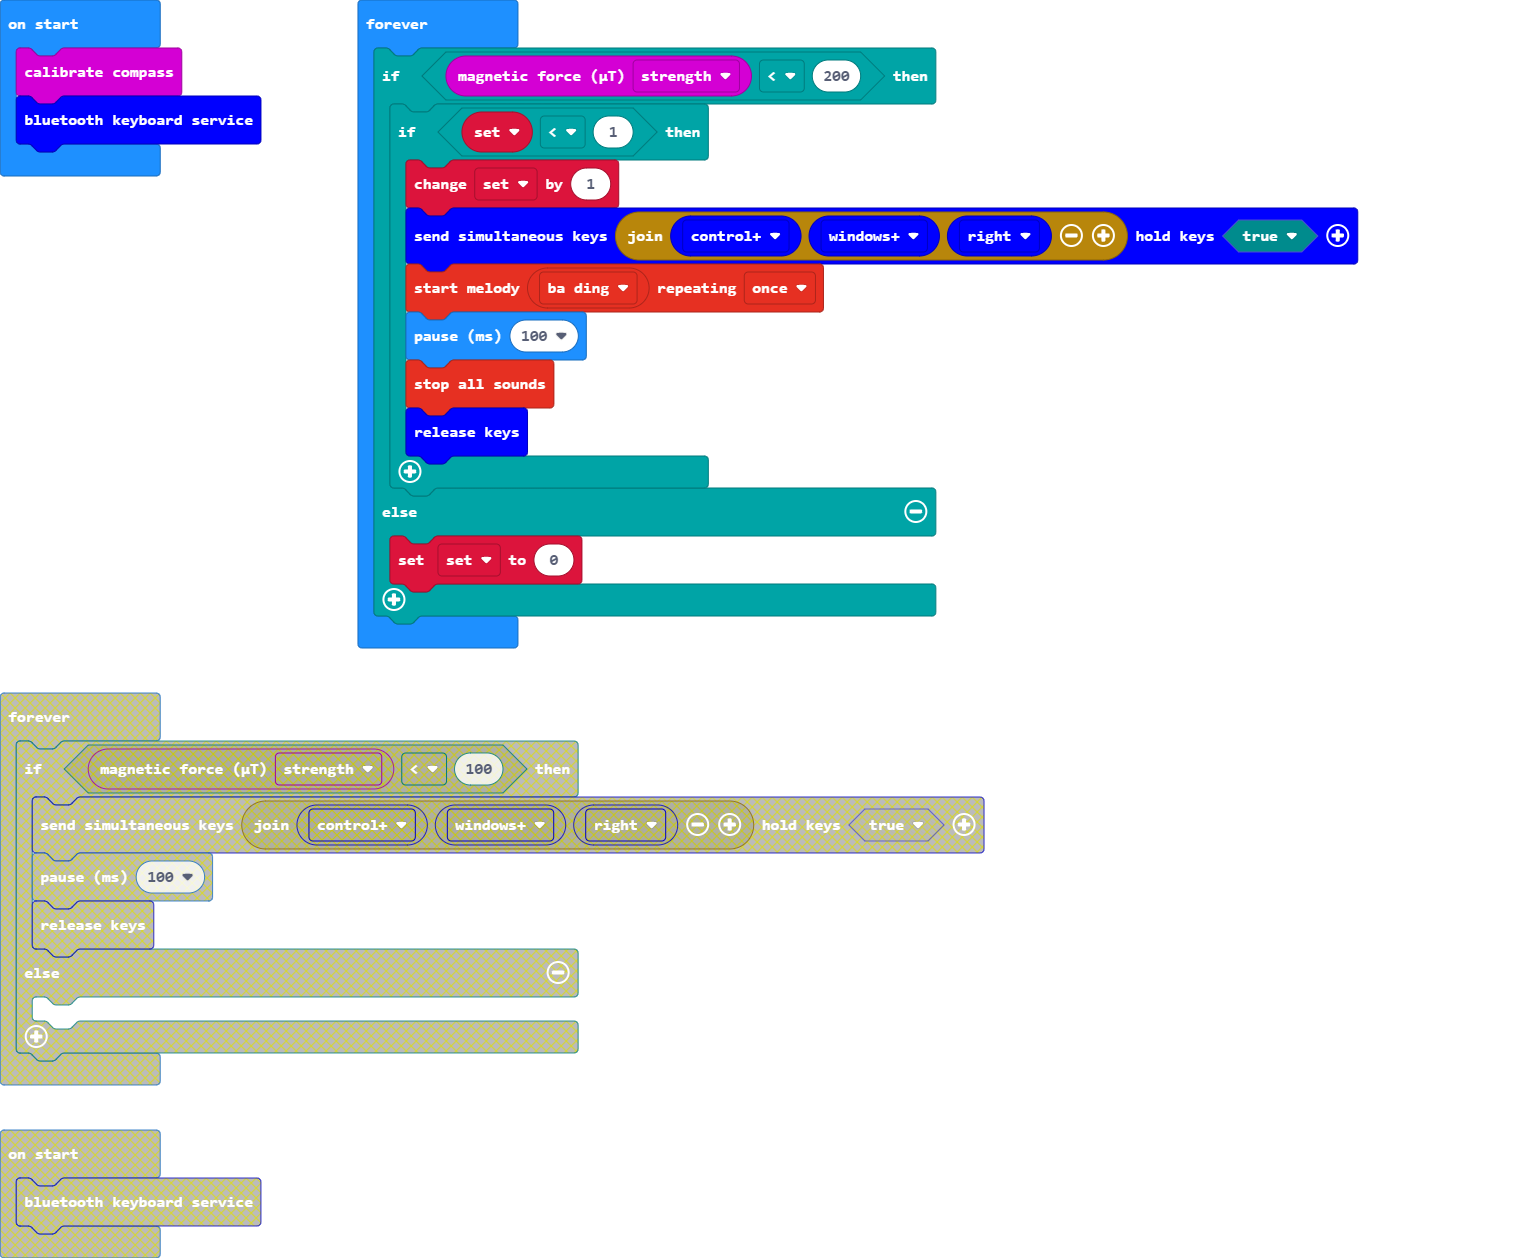 on start
calibrate compass
bluetooth keyboard service
forever
if magnetic force (µT) strength < 200 then
if set < 1 then
change set by 1
send simultaneous keys join control+ windows+ right hold keys true
start melody ba ding repeating once
pause (ms) 100
stop all sounds
release keys
else
set set to 0
forever
if magnetic force (µT) strength < 100 then
send simultaneous keys join control+ windows+ right hold keys true
pause (ms) 100
release keys
else
on start
bluetooth keyboard service